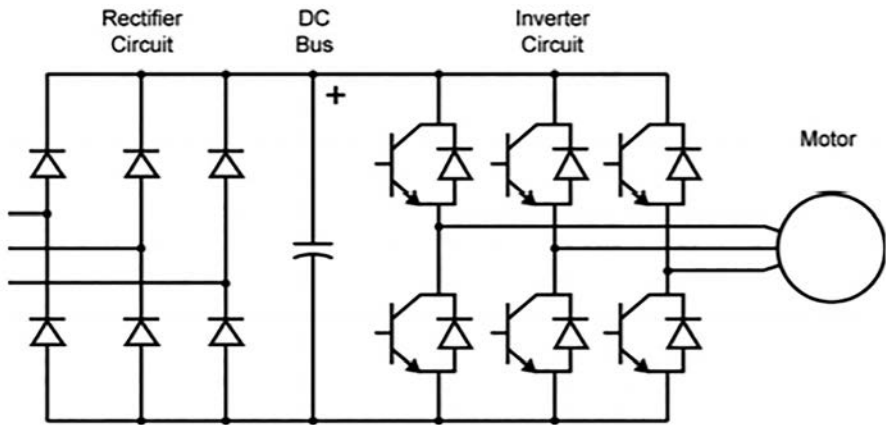 Rectifier
Circuit
DC
Bus
+
Inverter
Circuit
Motor